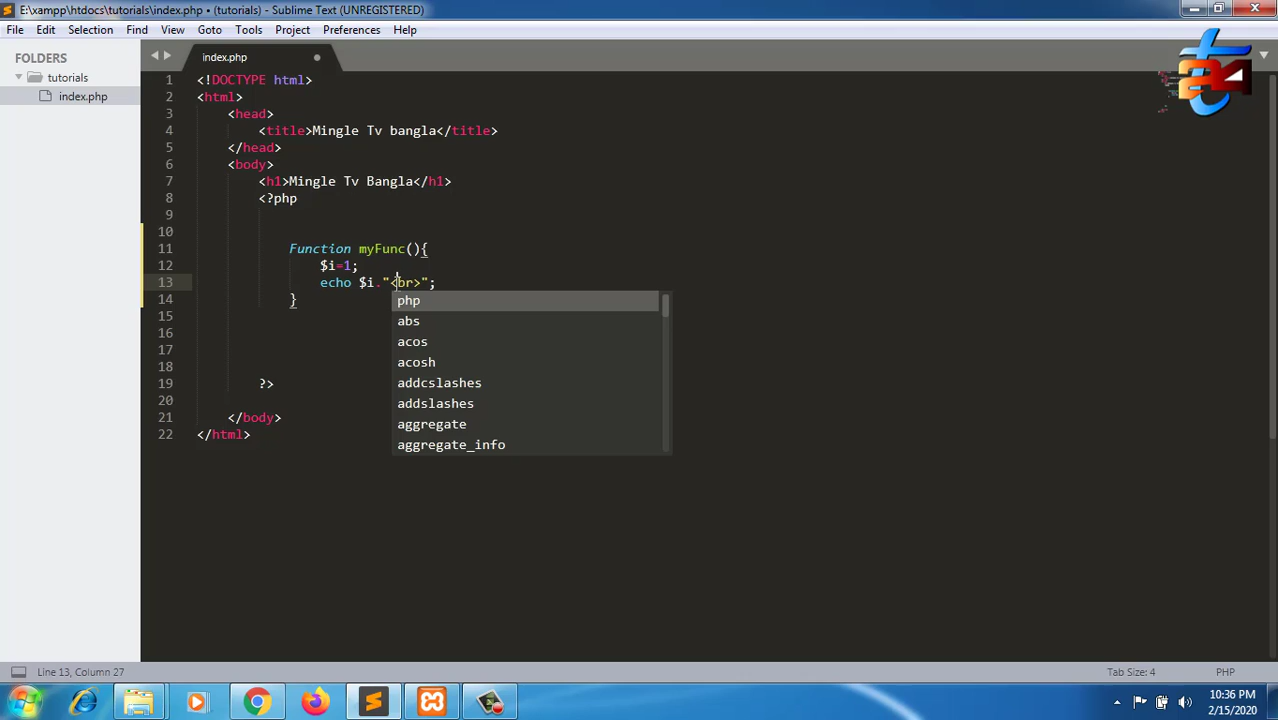 E:\xampp\htdocs\tutorials\index.php • (tutorials) - Sublime Text (UNREGISTERED)
File Edit Selection Find View Goto Tools Project Preferences Help
FOLDERS
tutorials
index.php
index.php
1 <!DOCTYPE html>
2 <html>
3 <head>
4 <title>Mingle Tv bangla</title>
5 </head>
6 <body>
7 <h1>Mingle Tv Bangla</h1>
8 <?php
9
10
11 Function myFunc(){
12 $i=1;
13 echo $i."<br>";
14 }
15
16
17
18
19 ?>
20
21 </body>
22 </html>
php
abs
acos
acosh
addcslashes
addslashes
aggregate
aggregate_info
Line 13, Column 27
Tab Size: 4 PHP
10:36 PM
2/15/2020